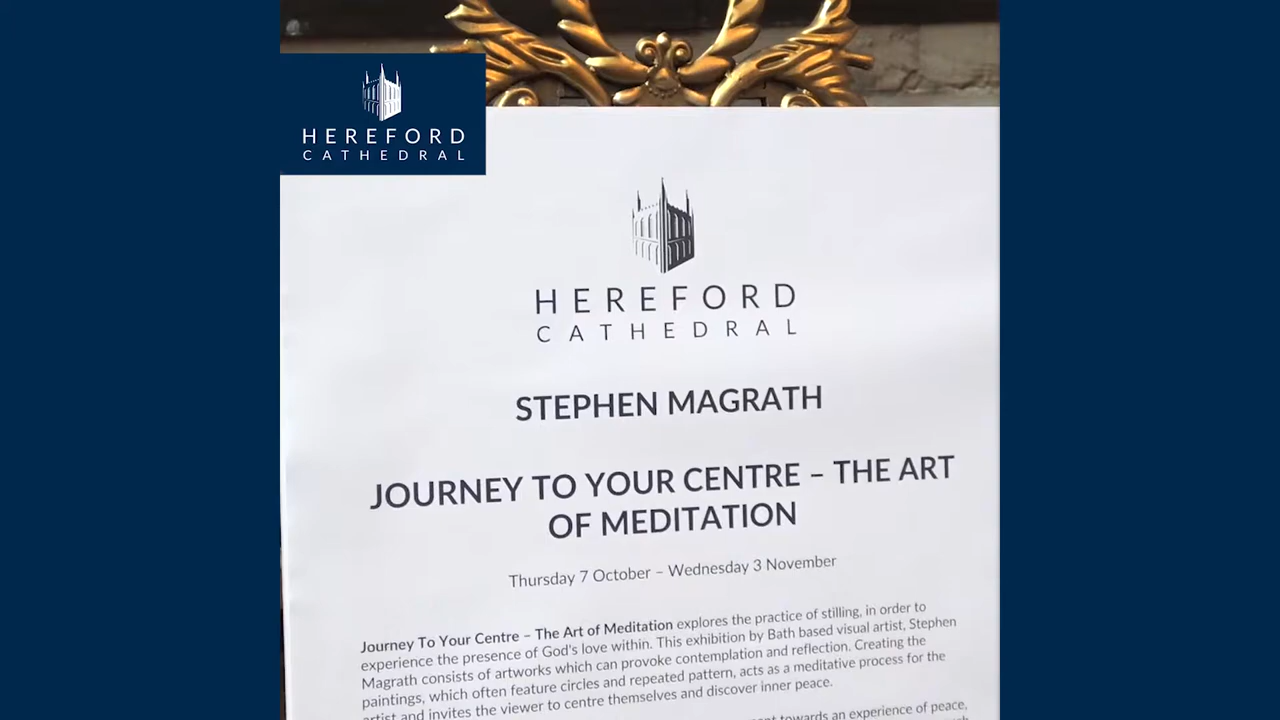 HEREFORD
CATHEDRAL
HEREFORD
CATHEDRAL
STEPHEN MAGRATH
JOURNEY TO YOUR CENTRE – THE ART
OF MEDITATION
Thursday 7 October – Wednesday 3 November
Journey To Your Centre – The Art of Meditation explores the practice of stilling, in order to
experience the presence of God's love within. This exhibition by Bath based visual artist, Stephen
Magrath consists of artworks which can provoke contemplation and reflection. Creating the
paintings, which often feature circles and repeated pattern, acts as a meditative process for the
artist and invites the viewer to centre themselves and discover inner peace.
towards an experience of peace,